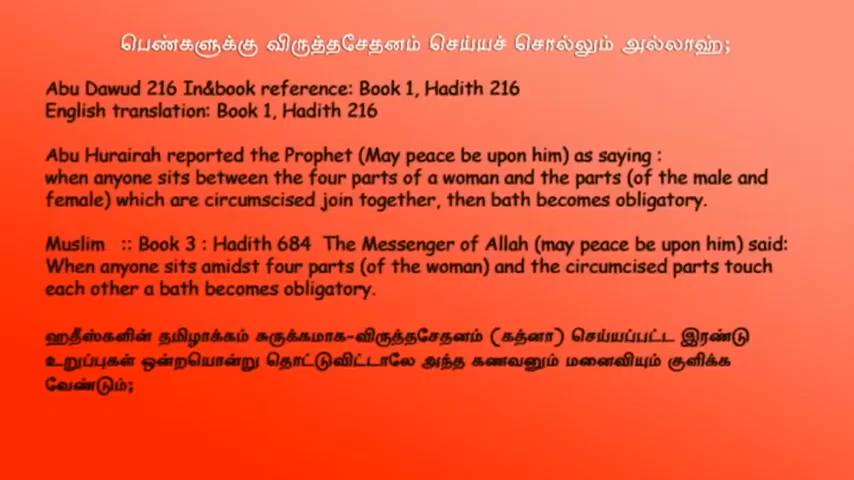 பெண்களுக்கு விருத்தசேதனம் செய்யச் சொல்லும் அல்லாஹ்;
Abu Dawud 216 In&book reference: Book 1, Hadith 216
English translation: Book 1, Hadith 216
Abu Hurairah reported the Prophet (May peace be upon him) as saying :
when anyone sits between the four parts of a woman and the parts (of the male and
female) which are circumscised join together, then bath becomes obligatory.
Muslim :: Book 3 : Hadith 684 The Messenger of Allah (may peace be upon him) said:
When anyone sits amidst four parts (of the woman) and the circumcised parts touch
each other a bath becomes obligatory.
ஹதீஸ்களின் தமிழாக்கம் சுருக்கமாக-விருத்தசேதனம் (கத்னா) செய்யப்பட்ட இரண்டு
உறுப்புகள் ஒன்றயொன்று தொட்டுவிட்டாலே அந்த கணவனும் மனைவியும் குளிக்க
வேண்டும்;